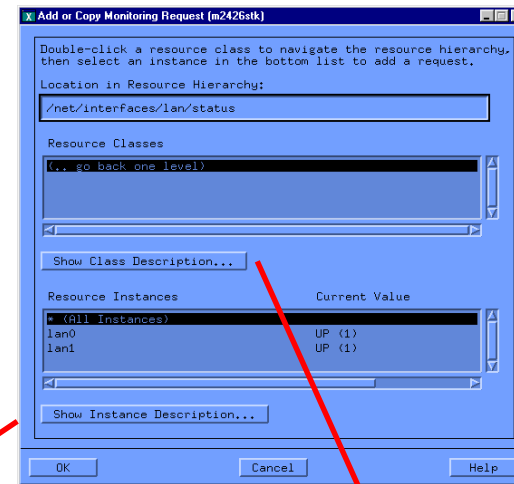 X Add or Copy Monitoring Request (m2426stk)
Double-click a resource class to navigate the resource hierarchy,
then select an instance in the bottom list to add a request.
Location in Resource Hierarchy:
/net/interfaces/lan/status
Resource Classes
(.. go back one level)
Show Class Description...
Resource Instances Current Value
* (All Instances)
lan0 UP (1)
lan1 UP (1)
Show Instance Description...
OK Cancel Help